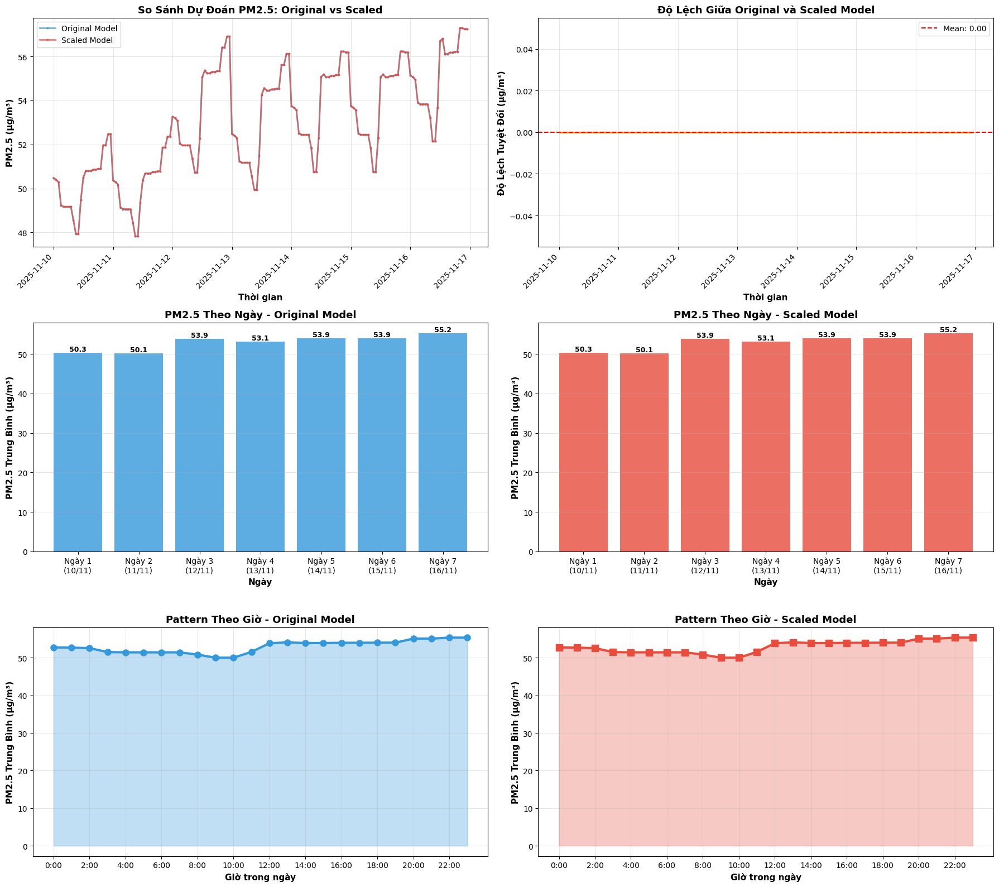 So Sánh Dự Đoán PM2.5: Original vs Scaled
Original Model
Scaled Model
PM2.5 (µg/m³)
56
54
52
50
48
2025-11-10
2025-11-11
2025-11-12
2025-11-13
2025-11-14
2025-11-15
2025-11-16
2025-11-17
Thời gian
Độ Lệch Giữa Original và Scaled Model
Mean: 0.00
Độ Lệch Tuyệt Đối (µg/m³)
0.04
0.02
0.00
−0.02
−0.04
2025-11-10
2025-11-11
2025-11-12
2025-11-13
2025-11-14
2025-11-15
2025-11-16
2025-11-17
Thời gian
PM2.5 Theo Ngày - Original Model
PM2.5 Trung Bình (µg/m³)
50
40
30
20
10
0
50.3
50.1
53.9
53.1
53.9
53.9
55.2
Ngày 1 Ngày 2 Ngày 3 Ngày 4 Ngày 5 Ngày 6 Ngày 7
(10/11) (11/11) (12/11) (13/11) (14/11) (15/11) (16/11)
Ngày
PM2.5 Theo Ngày - Scaled Model
PM2.5 Trung Bình (µg/m³)
50
40
30
20
10
0
50.3
50.1
53.9
53.1
53.9
53.9
55.2
Ngày 1 Ngày 2 Ngày 3 Ngày 4 Ngày 5 Ngày 6 Ngày 7
(10/11) (11/11) (12/11) (13/11) (14/11) (15/11) (16/11)
Ngày
Pattern Theo Giờ - Original Model
PM2.5 Trung Bình (µg/m³)
50
40
30
20
10
0
0:00 2:00 4:00 6:00 8:00 10:00 12:00 14:00 16:00 18:00 20:00 22:00
Giờ trong ngày
Pattern Theo Giờ - Scaled Model
PM2.5 Trung Bình (µg/m³)
50
40
30
20
10
0
0:00 2:00 4:00 6:00 8:00 10:00 12:00 14:00 16:00 18:00 20:00 22:00
Giờ trong ngày